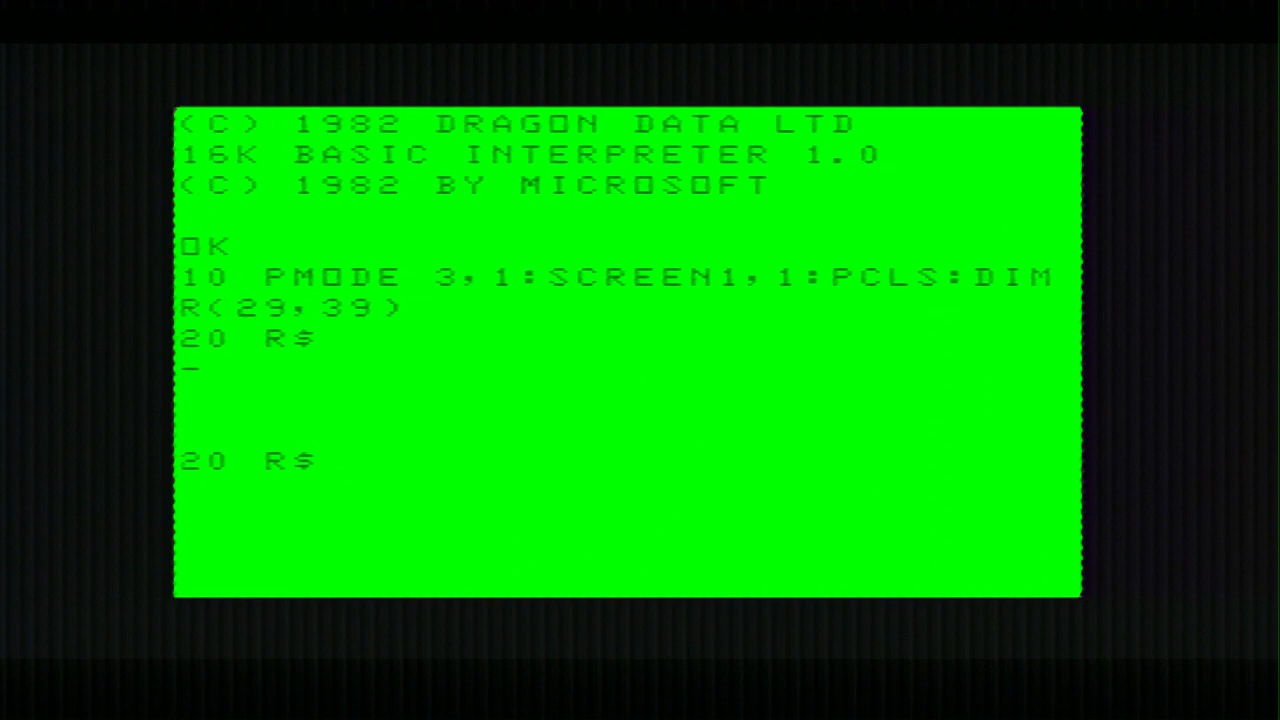 (C) 1982 DRAGON DATA LTD
16K BASIC INTERPRETER 1.0
(C) 1982 BY MICROSOFT
OK
10 PMODE 3,1:SCREEN1,1:PCLS:DIM
R(29,39)
20 R$
20 R$